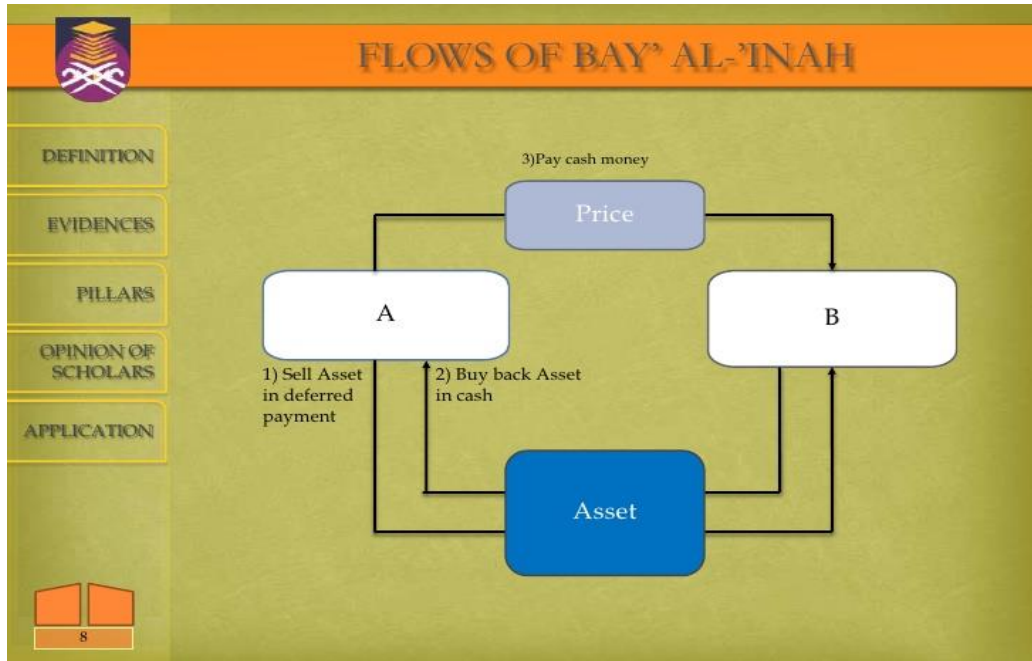 FLOWS OF BAY’ AL-’INAH
DEFINITION
EVIDENCES
PILLARS
OPINION OF
SCHOLARS
APPLICATION
3)Pay cash money
Price
A
B
1) Sell Asset
in deferred
payment
2) Buy back Asset
in cash
Asset
8